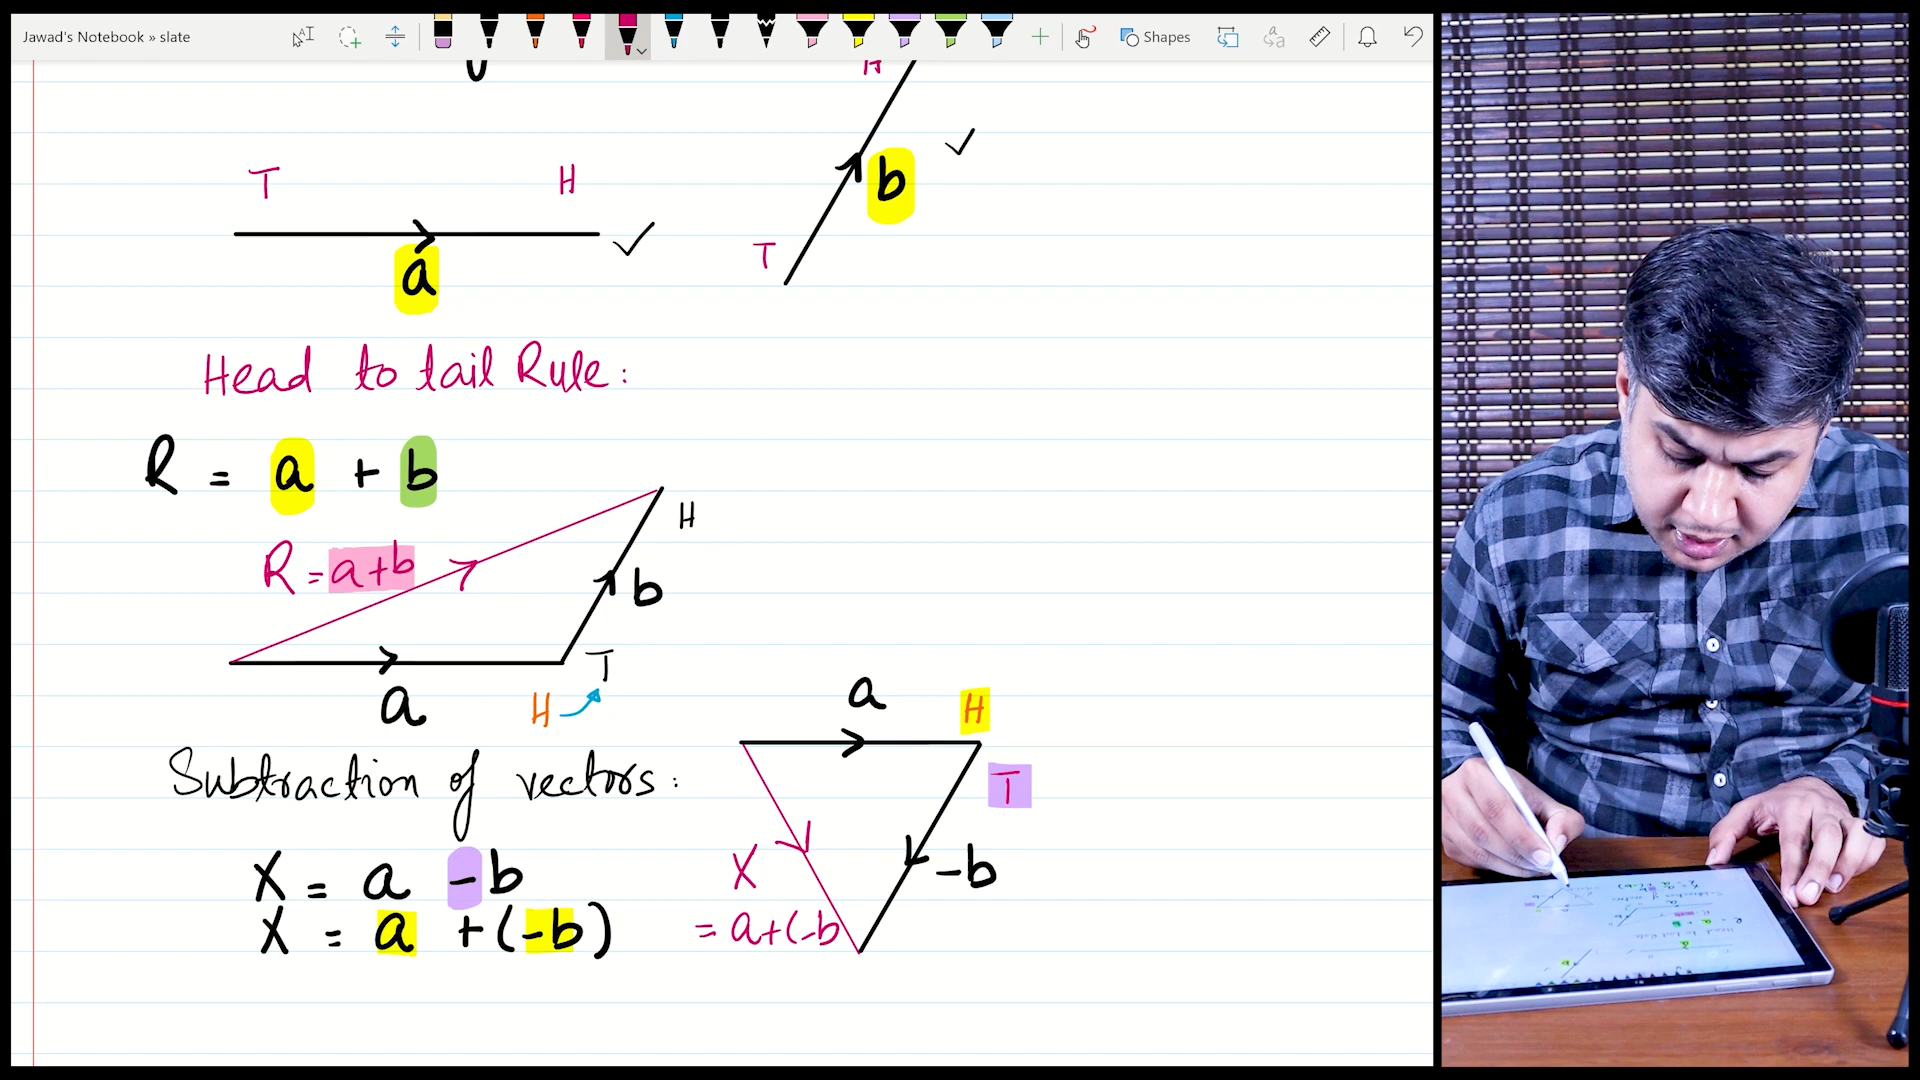 Jawad's Notebook » slate
Shapes
H
T H
b
T
a
Head to tail Rule:
R = a + b
H
R = a+b
b
T
a
H
a H
Subtraction of vectors:
T
X = a - b
X
-b
X = a +(-b)
= a+(-b